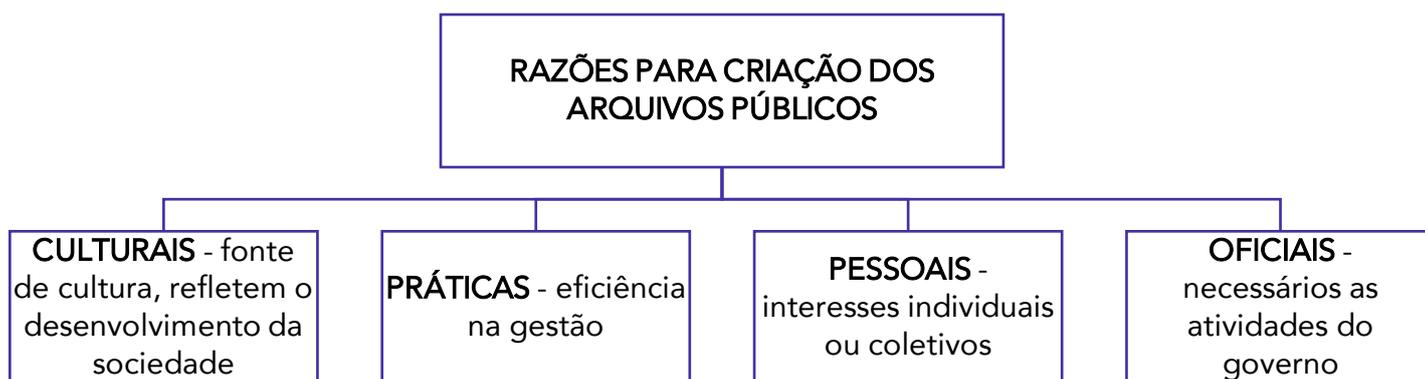 RAZÕES PARA CRIAÇÃO DOS
ARQUIVOS PÚBLICOS
CULTURAIS - fonte
de cultura, refletem o
desenvolvimento da
sociedade
PRÁTICAS - eficiência
na gestão
PESSOAIS -
interesses individuais
ou coletivos
OFICIAIS -
necessários as
atividades do
governo